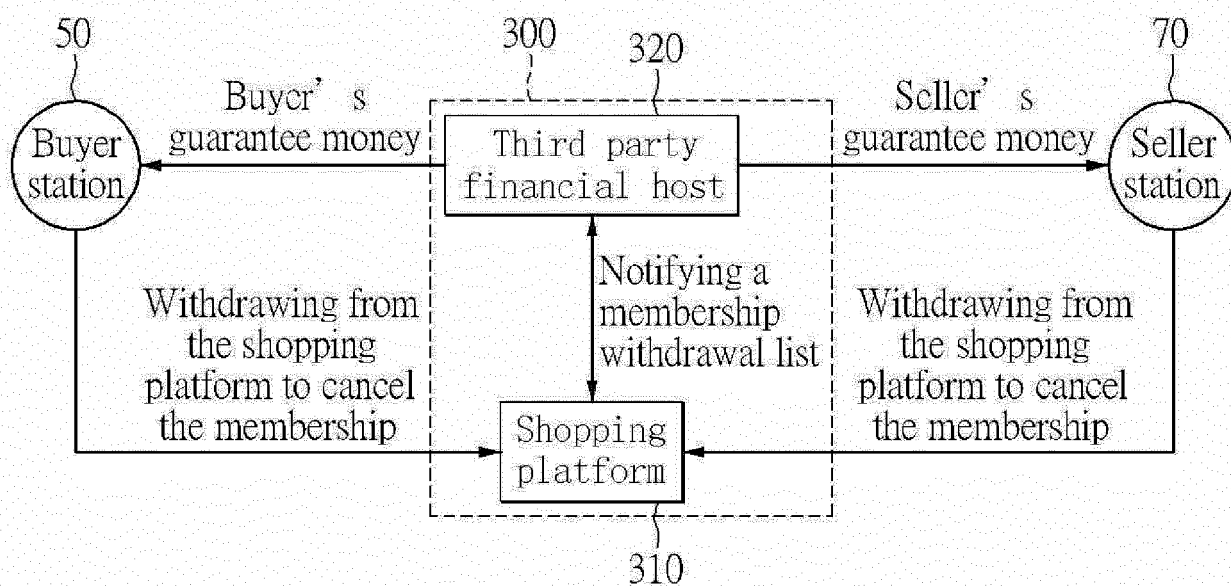 50
300
320
70
Buyer' s
guarantee money
Seller' s
guarantee money
Buyer
station
Third party
financial host
Seller
station
Notifying a
membership
withdrawal list
Withdrawing from
the shopping
platform to cancel
the membership
Withdrawing from
the shopping
platform to cancel
the membership
Shopping
platform
310